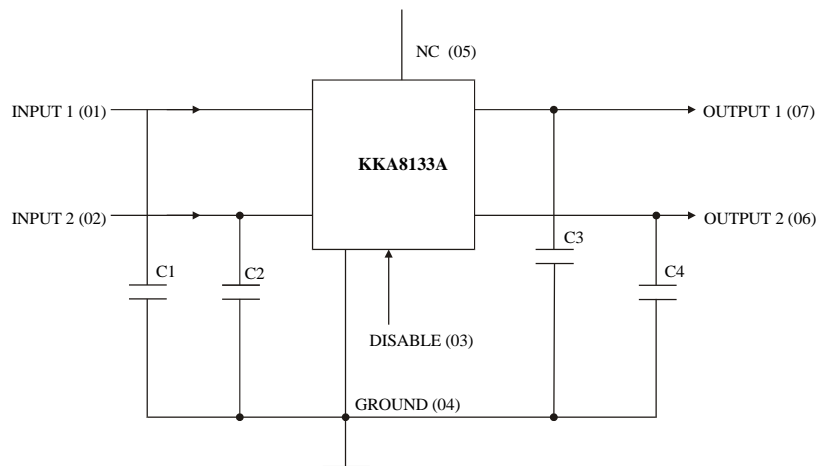 NC (05)
INPUT 1 (01)
OUTPUT 1 (07)
KKA8133A
INPUT 2 (02)
OUTPUT 2 (06)
C3
C1
C2
C4
DISABLE (03)
GROUND (04)